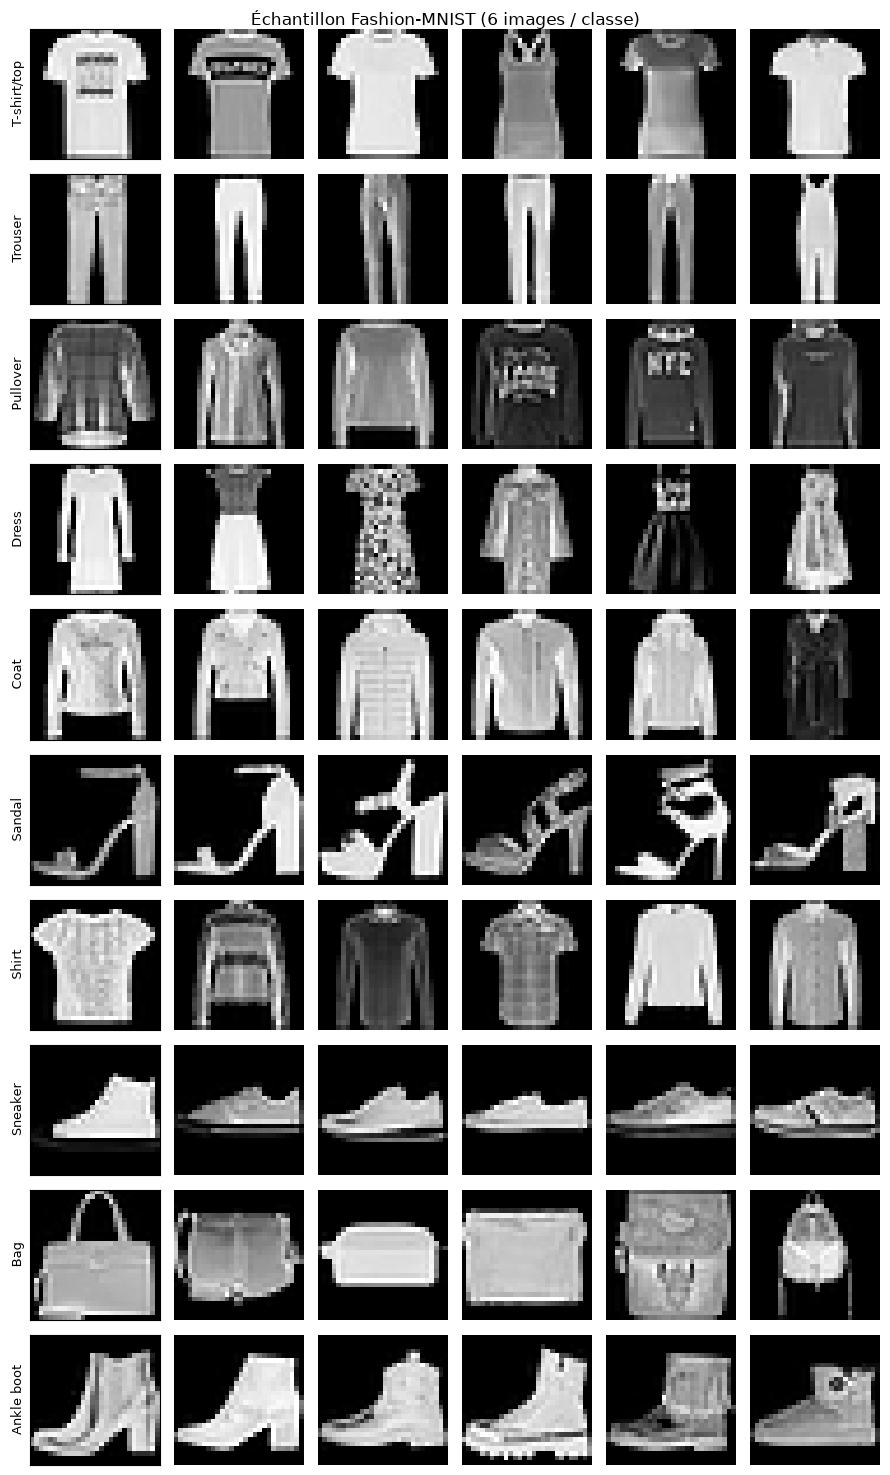 Échantillon Fashion-MNIST (6 images / classe)
T-shirt/top
Trouser
Pullover
NYC
Dress
Coat
Sandal
Shirt
Sneaker
Bag
Ankle boot